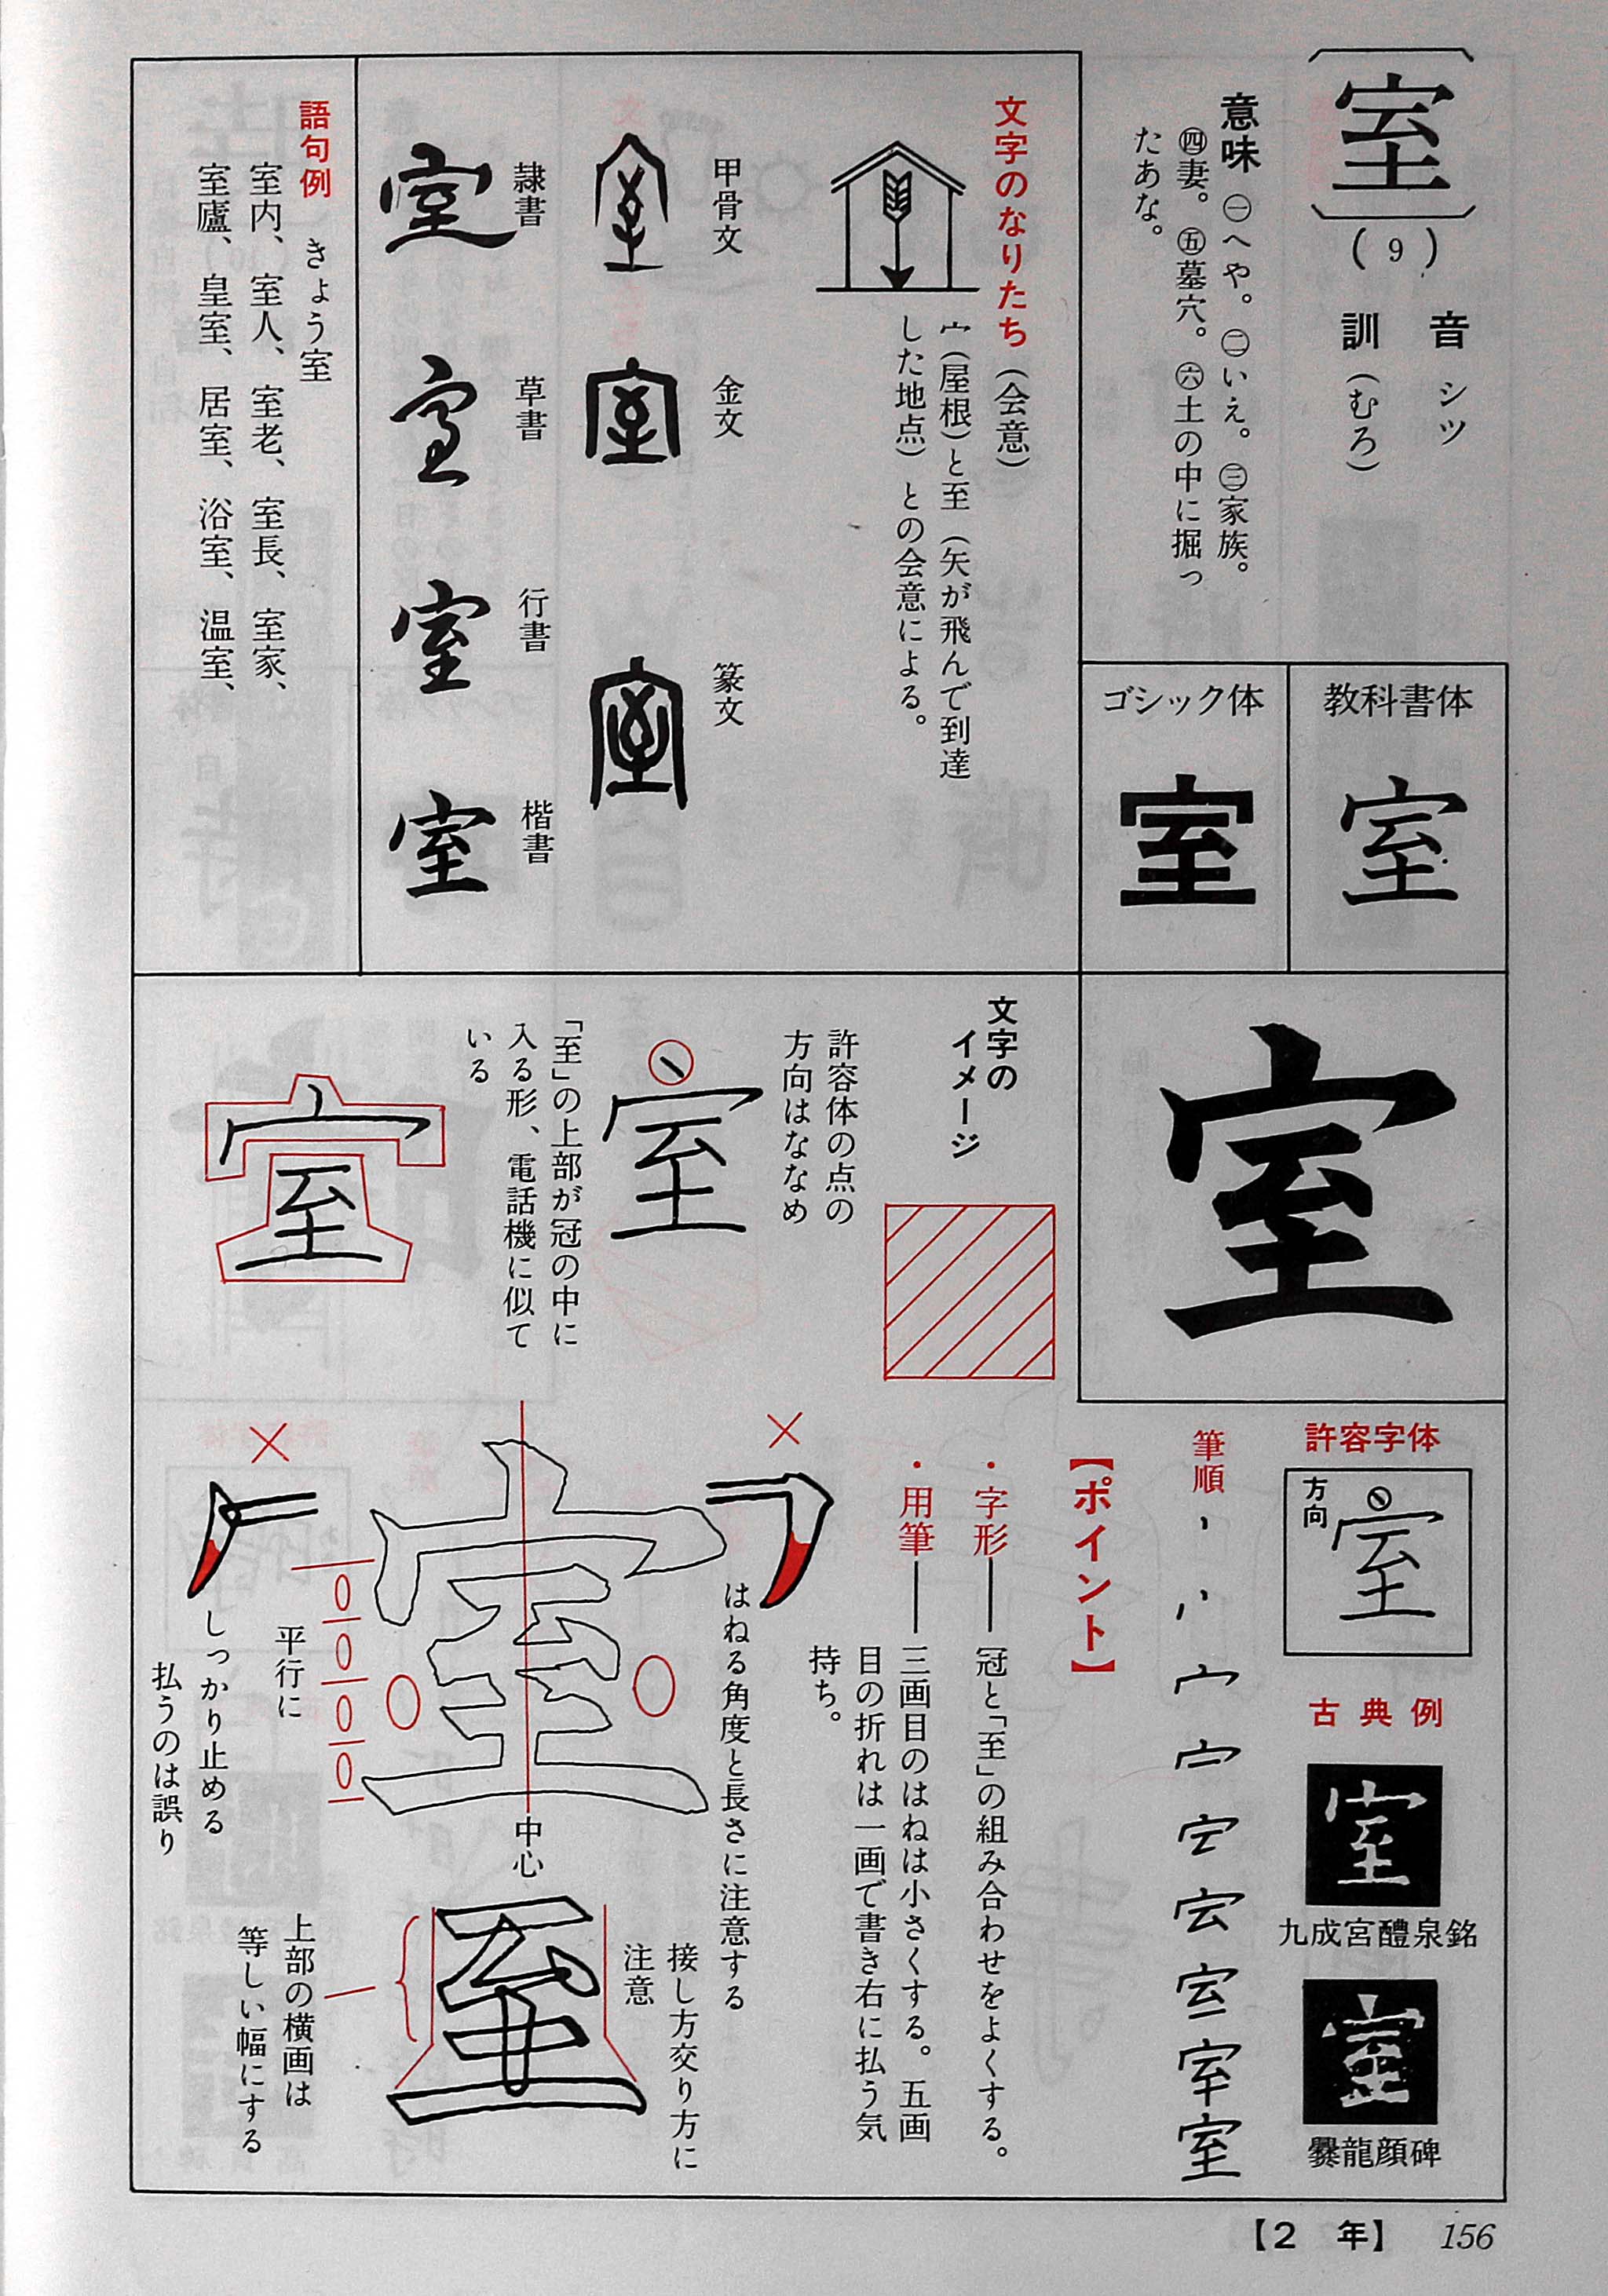 室
(9)
音 シツ
訓(むろ)
意味 ㊀へや。㊁いえ。㊂家族。
㊃妻。㊄墓穴。㊅土の中に掘っ
たあな。
教科書体
室
ゴシック体
室
文字のなりたち(会意)
宀(屋根)と至(矢が飛んで到達
した地点)との会意による。
甲骨文
金文
篆文
室
室
室
隷書
草書
行書
楷書
室
室
室
室
語句例 きょう室
室内、室人、室老、室長、室家、
室廬、皇室、居室、浴室、温室、
室
文字の
イメージ
許容体の点の
方向はななめ
室
「至」の上部が冠の中に
入る形、電話機に似て
いる
室
許容字体
方向
室
古典例
室
九成宮醴泉銘
室
爨龍顔碑
筆順
室
【ポイント】
・字形―冠と「至」の組み合わせをよくする。
・用筆―三画目のはねは小さくする。五画
目の折れは一画で書き右に払う気
持ち。
はねる角度と長さに注意する
室
中心
平行に
しっかり止める
払うのは誤り
接し方交り方に
注意
至
上部の横画は
等しい幅にする
【2 年】 156